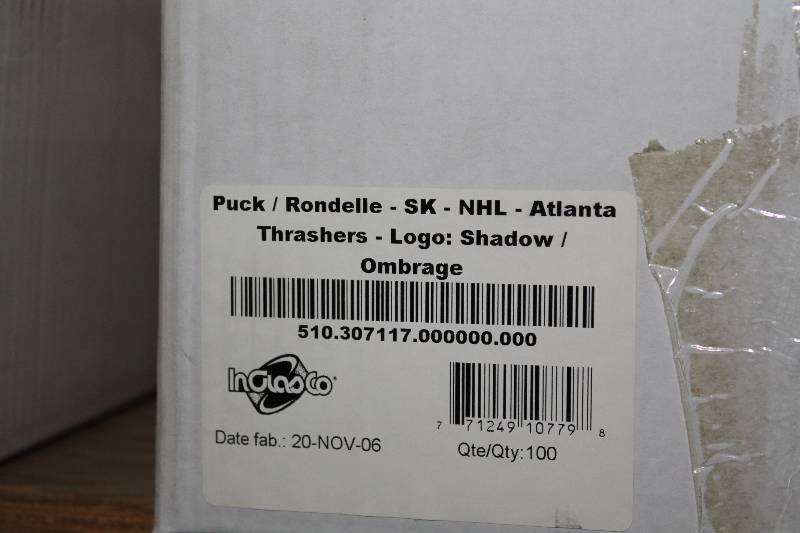 Puck / Rondelle - SK - NHL - Atlanta
Thrashers - Logo: Shadow /
Ombrage
510.307117.000000.000
InGlasCo
7 71249 10779 8
Date fab.: 20-NOV-06
Qte/Qty: 100